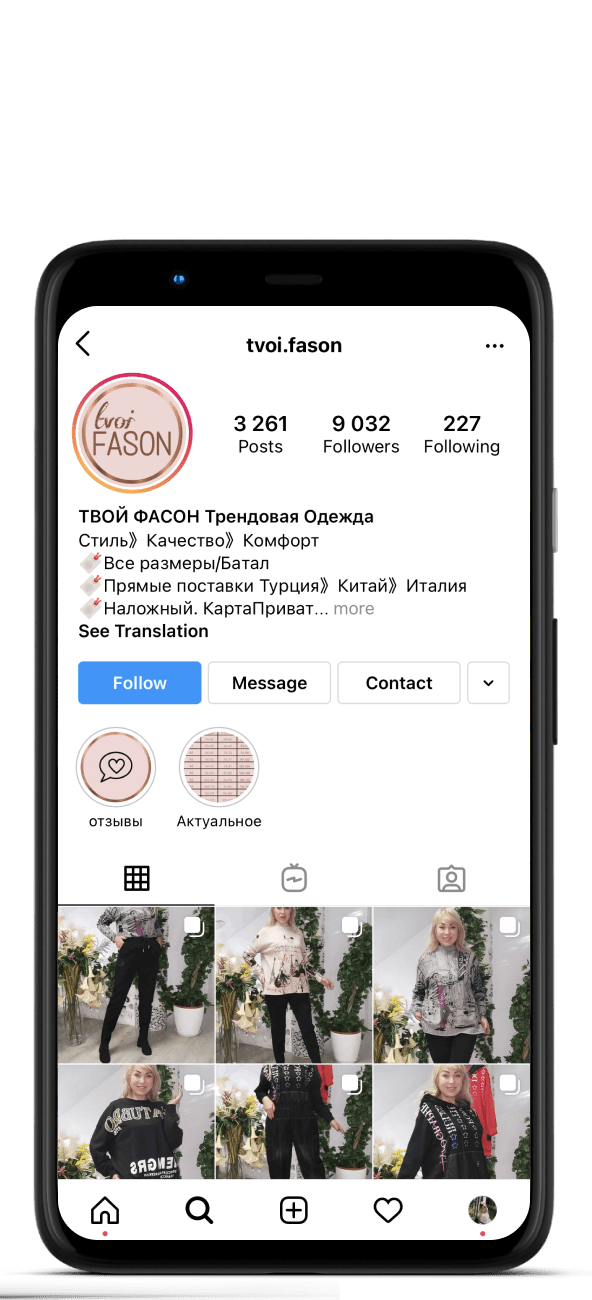 tvoi.fason
tvoi
FASON
3 261 9 032 227
Posts Followers Following
ТВОЙ ФАСОН Трендовая Одежда
Стиль》Качество》Комфорт
Все размеры/Батал
Прямые поставки Турция》Китай》Италия
Наложный. КартаПриват... more
See Translation
Follow Message Contact
отзывы Актуальное